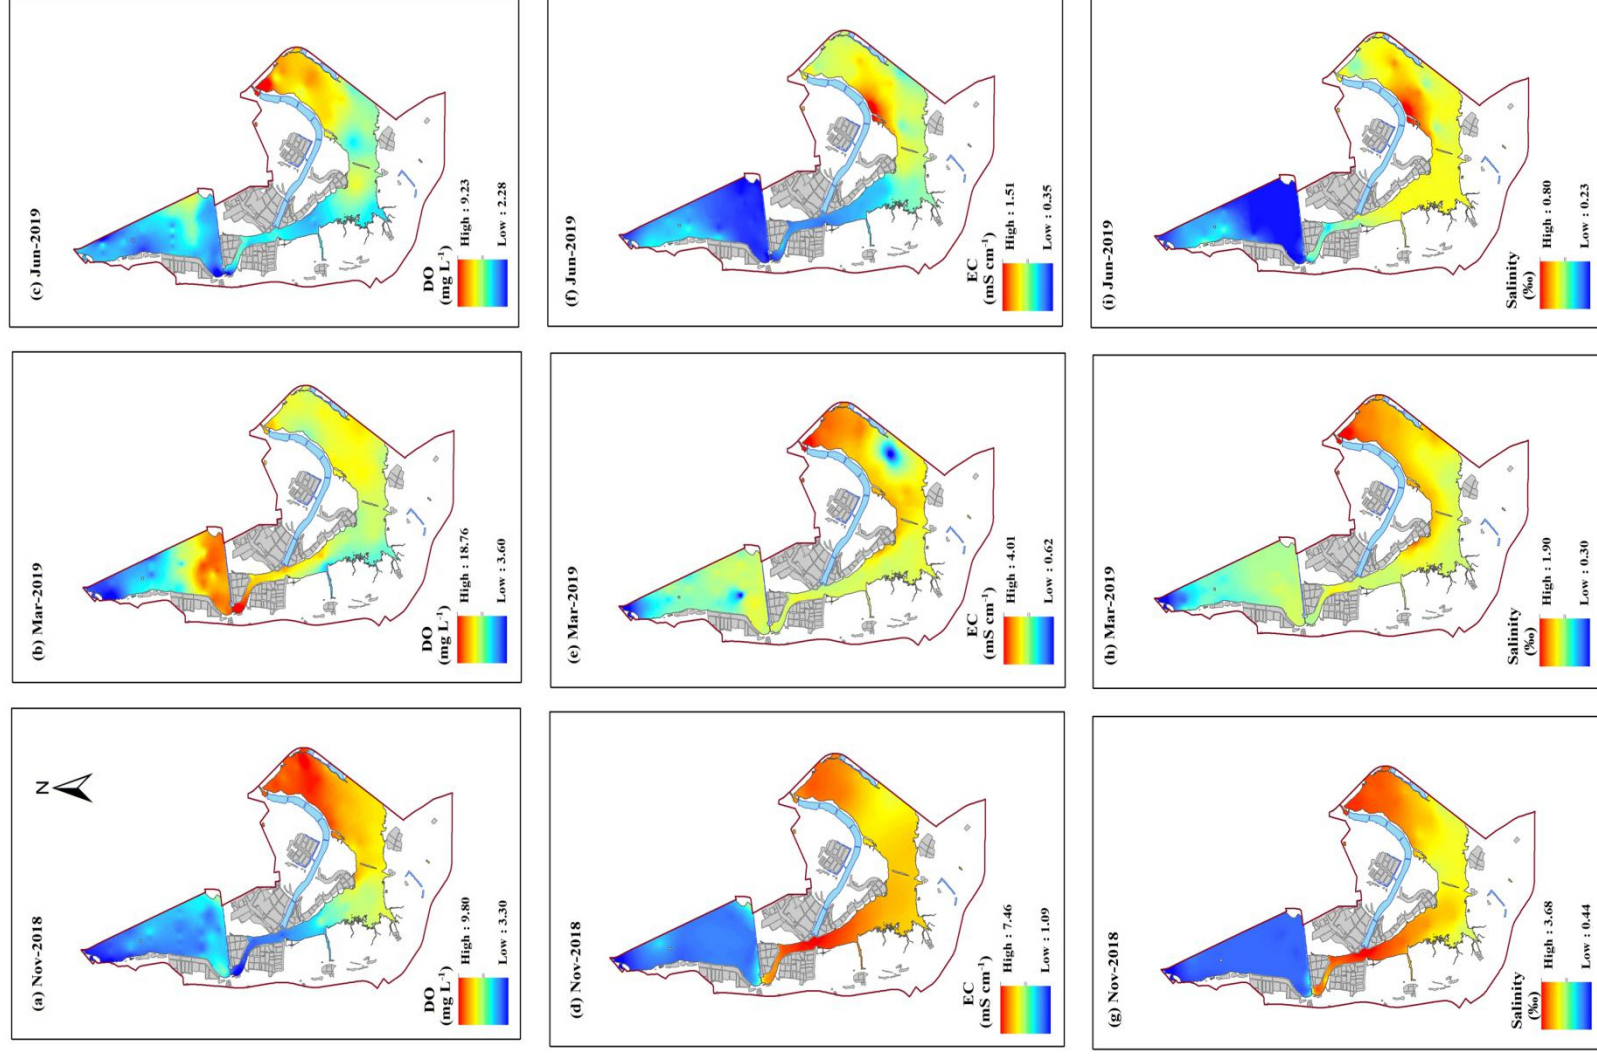 N
(a) Nov-2018
DO
(mg L⁻¹)
High : 9.80
Low : 3.30
(b) Mar-2019
DO
(mg L⁻¹)
High : 18.76
Low : 3.60
(c) Jun-2019
DO
(mg L⁻¹)
High : 9.23
Low : 2.28
(d) Nov-2018
EC
(mS cm⁻¹)
High : 7.46
Low : 1.09
(e) Mar-2019
EC
(mS cm⁻¹)
High : 4.01
Low : 0.62
(f) Jun-2019
EC
(mS cm⁻¹)
High : 1.51
Low : 0.35
(g) Nov-2018
Salinity
(‰)
High : 3.68
Low : 0.44
(h) Mar-2019
Salinity
(‰)
High : 1.90
Low : 0.30
(i) Jun-2019
Salinity
(‰)
High : 0.80
Low : 0.23